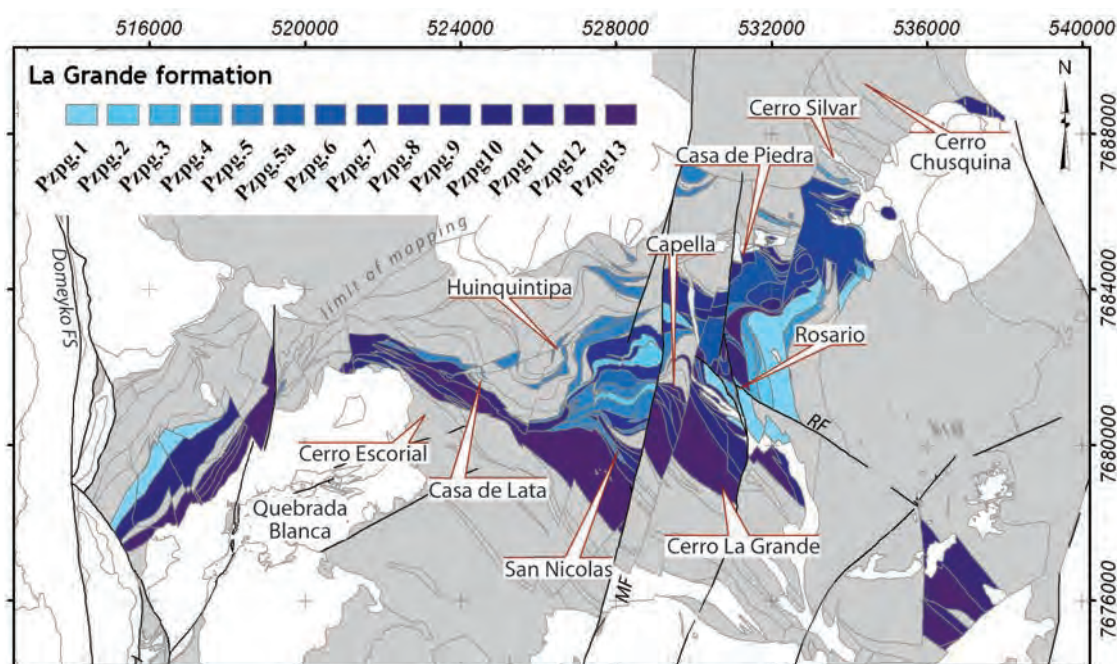 516000 520000 524000 528000 532000 536000 540000
La Grande formation
Pzpg-1 Pzpg-2 Pzpg-3 Pzpg-4 Pzpg-5 Pzpg-5a Pzpg-6 Pzpg-7 Pzpg-8 Pzpg-9 Pzpg10 Pzpg11 Pzpg12 Pzpg13
N
Cerro Silvar
Cerro
Chusquina
7688000
Casa de Piedra
Capella
limit of mapping
Domeyko FS
Huinquintipa
7684000
Rosario
RF
7680000
Cerro Escorial
Casa de Lata
Quebrada
Blanca
San Nicolas
Cerro La Grande
MF
7676000